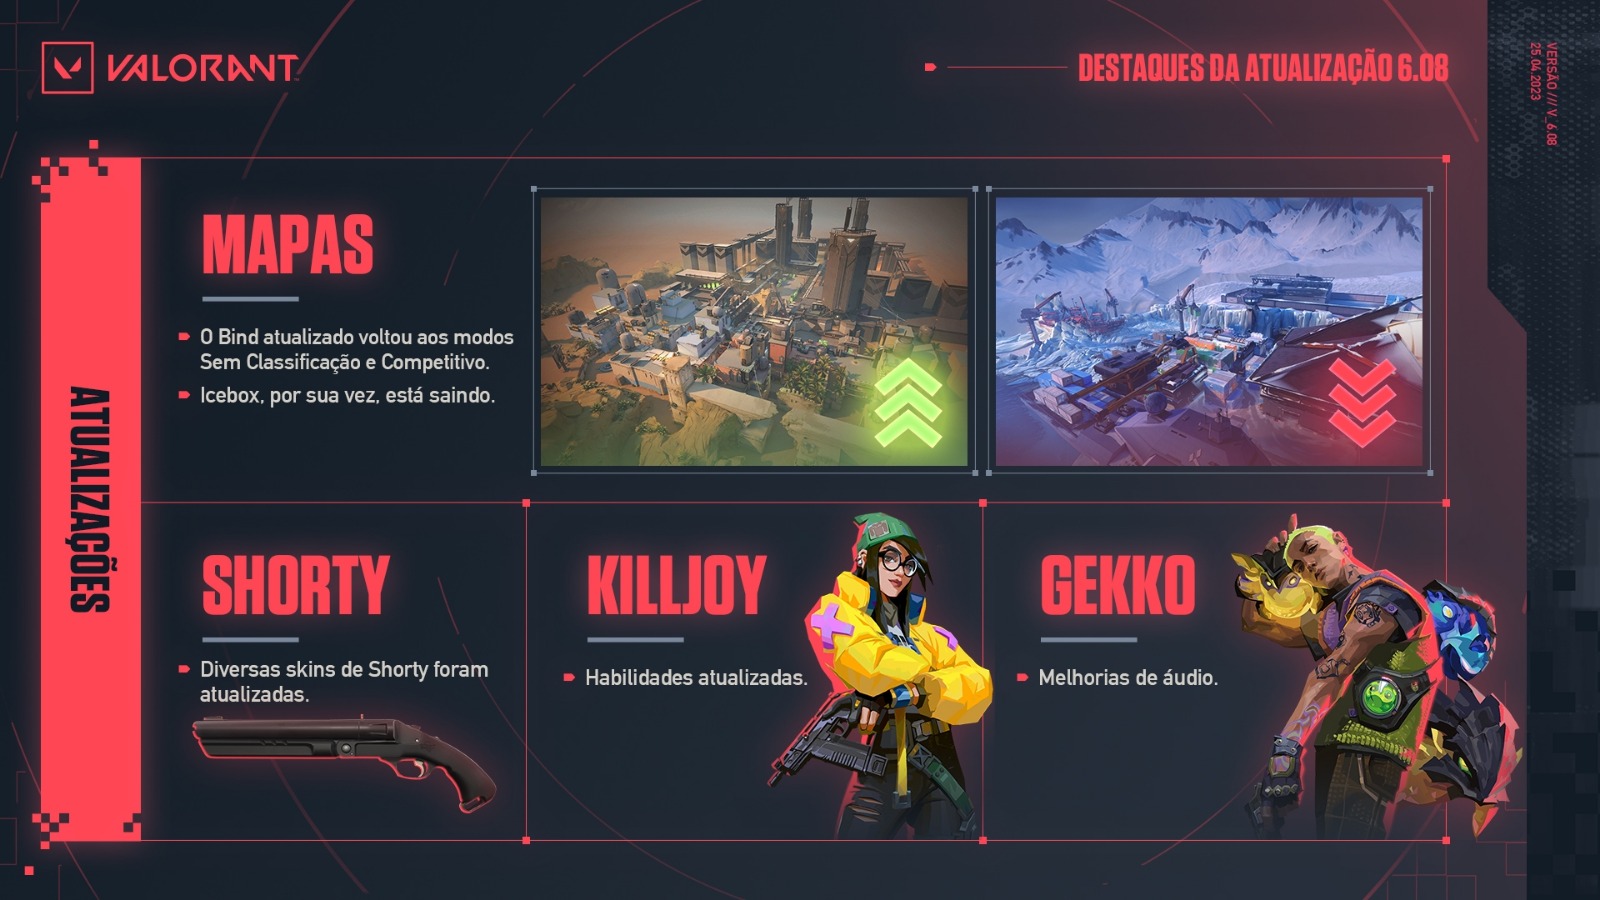 VALORANT
DESTAQUES DA ATUALIZAÇÃO 6.08
VERSÃO /// V_6.08
25.04.2023
ATUALIZAÇÕES
MAPAS
O Bind atualizado voltou aos modos
Sem Classificação e Competitivo.
Icebox, por sua vez, está saindo.
SHORTY
Diversas skins de Shorty foram
atualizadas.
KILLJOY
Habilidades atualizadas.
GEKKO
Melhorias de áudio.